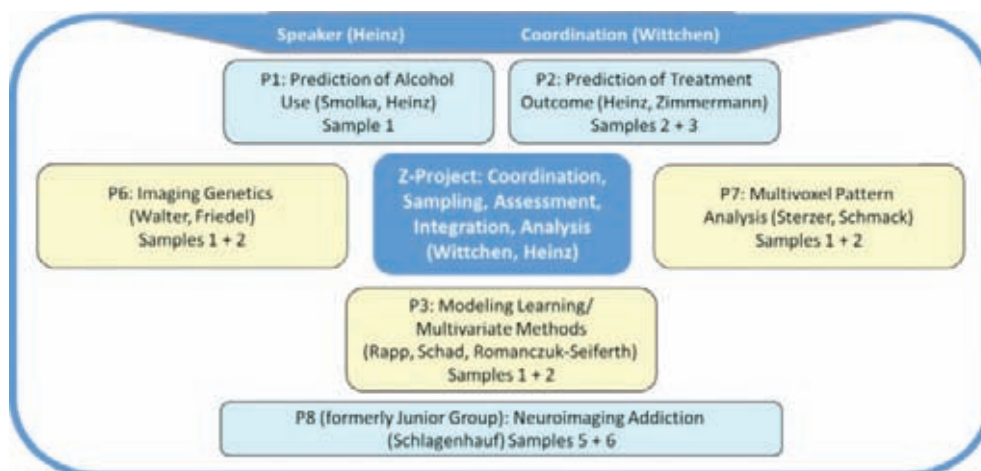 Speaker (Heinz)
Coordination (Wittchen)
P1: Prediction of Alcohol
Use (Smolka, Heinz)
Sample 1
P2: Prediction of Treatment
Outcome (Heinz, Zimmermann)
Samples 2 + 3
P6: Imaging Genetics
(Walter, Friedel)
Samples 1 + 2
Z-Project: Coordination,
Sampling, Assessment,
Integration, Analysis
(Wittchen, Heinz)
P7: Multivoxel Pattern
Analysis (Sterzer, Schmack)
Samples 1 + 2
P3: Modeling Learning/
Multivariate Methods
(Rapp, Schad, Romanczuk-Seiferth)
Samples 1 + 2
P8 (formerly Junior Group): Neuroimaging Addiction
(Schlagenhauf) Samples 5 + 6